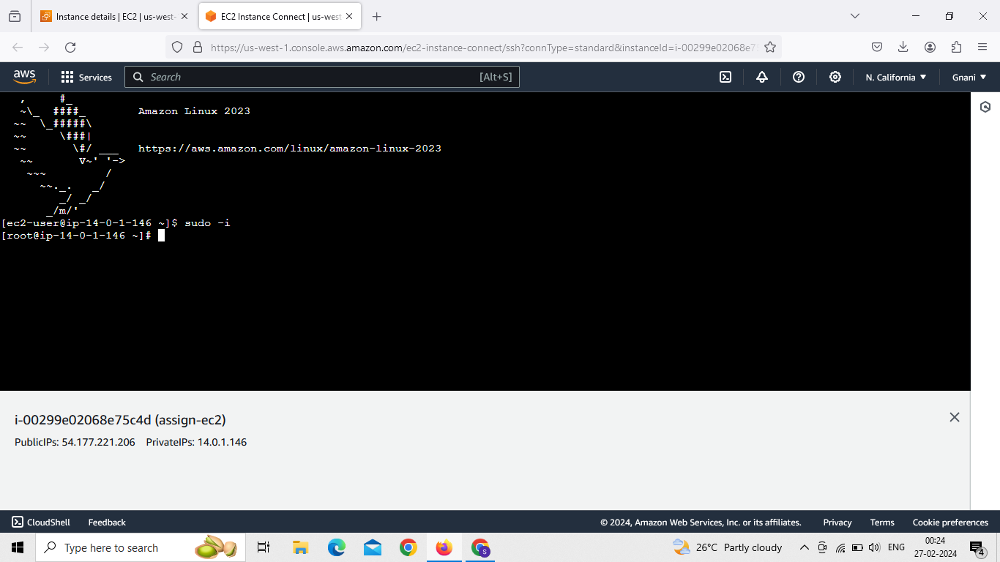 Instance details | EC2 | us-west-
EC2 Instance Connect | us-west
https://us-west-1.console.aws.amazon.com/ec2-instance-connect/ssh?connType=standard&instanceId=i-00299e02068e7
aws
Services
Search
[Alt+S]
N. California
Gnani
   ,     #_
   ~\_  ####_        Amazon Linux 2023
  ~~  \_#####\
  ~~     \###|
  ~~       \#/ ___   https://aws.amazon.com/linux/amazon-linux-2023
   ~~       V~' '->
    ~~~         /
      ~~._.   _/
         _/ _/
       _/m/'
[ec2-user@ip-14-0-1-146 ~]$ sudo -i
[root@ip-14-0-1-146 ~]#
i-00299e02068e75c4d (assign-ec2)
PublicIPs: 54.177.221.206 PrivateIPs: 14.0.1.146
CloudShell
Feedback
© 2024, Amazon Web Services, Inc. or its affiliates.
Privacy
Terms
Cookie preferences
Type here to search
S
26°C Partly cloudy
ENG
00:24
27-02-2024
4